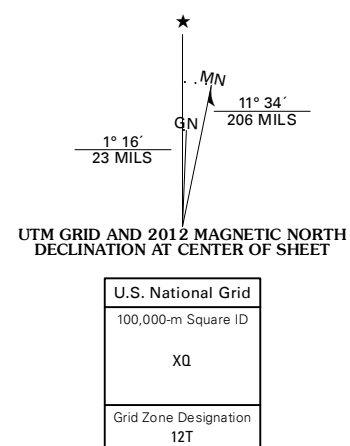 ★
MN
11° 34´
206 MILS
GN
1° 16´
23 MILS
UTM GRID AND 2012 MAGNETIC NORTH
DECLINATION AT CENTER OF SHEET
U.S. National Grid
100,000-m Square ID
XQ
Grid Zone Designation
12T